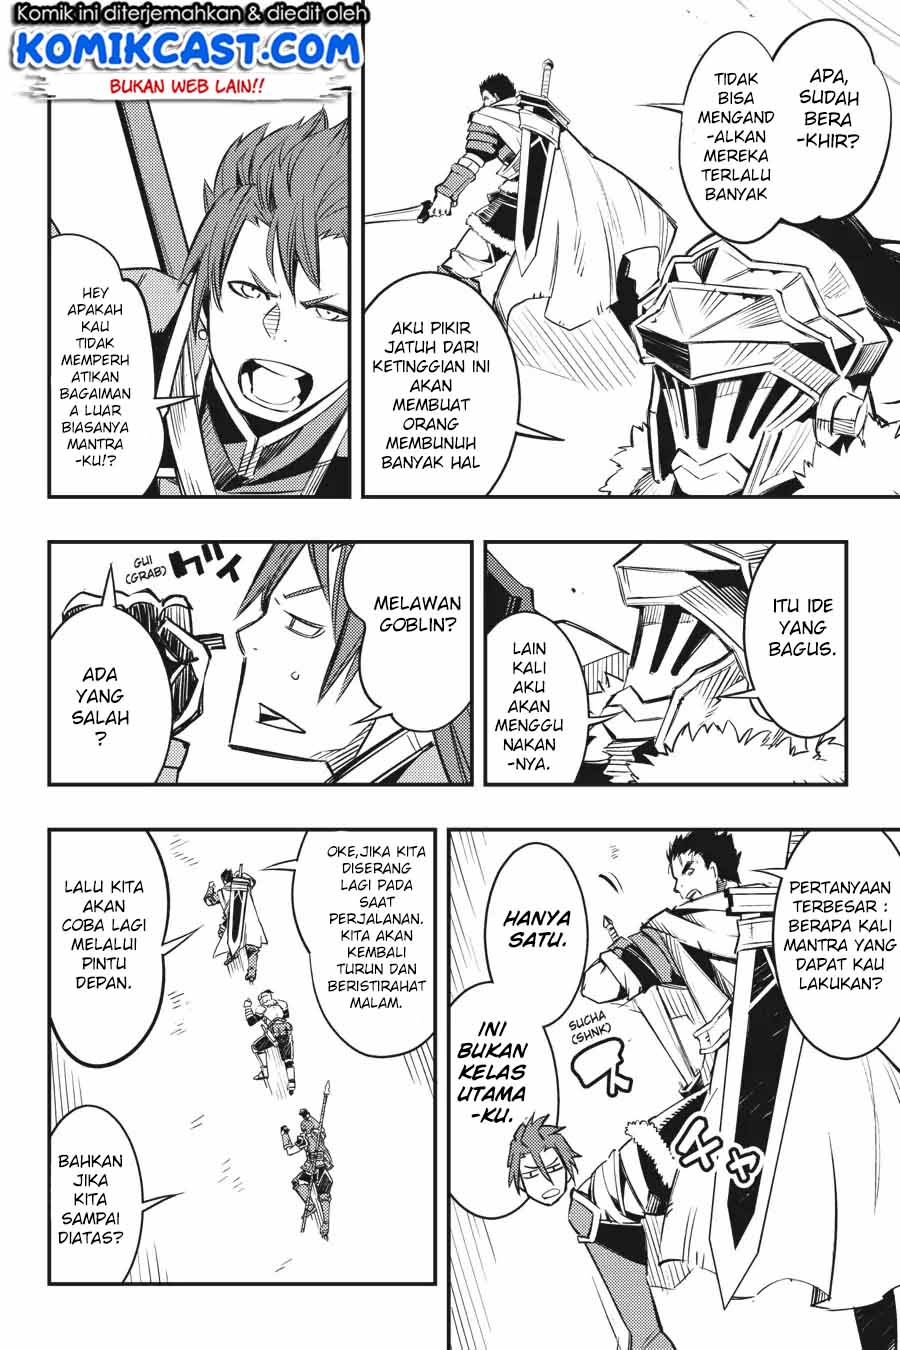 Komik ini diterjemahkan & diedit oleh
KOMIKCAST.COM
BUKAN WEB LAIN!!
APA,
SUDAH
BERA
-KHIR?
TIDAK
BISA
MENGAND
-ALKAN
MEREKA
TERLALU
BANYAK
AKU PIKIR
JATUH DARI
KETINGGIAN INI
AKAN
MEMBUAT
ORANG
MEMBUNUH
BANYAK HAL
HEY
APAKAH
KAU
TIDAK
MEMPERH
ATIKAN
BAGAIMAN
A LUAR
BIASANYA
MANTRA
-KU!?
ITU IDE
YANG
BAGUS.
LAIN
KALI
AKU
AKAN
MENGGU
NAKAN
-NYA.
MELAWAN
GOBLIN?
GUI
(GRAB)
グイッ
ADA
YANG
SALAH
?
PERTANYAAN
TERBESAR :
BERAPA KALI
MANTRA YANG
DAPAT KAU
LAKUKAN?
HANYA
SATU.
INI
BUKAN
KELAS
UTAMA
-KU.
SUCHA
(SHNK)
OKE,JIKA KITA
DISERANG
LAGI PADA
SAAT
PERJALANAN.
KITA AKAN
KEMBALI
TURUN DAN
BERISTIRAHAT
MALAM.
LALU KITA
AKAN
COBA LAGI
MELALUI
PINTU
DEPAN.
BAHKAN
JIKA
KITA
SAMPAI
DIATAS?